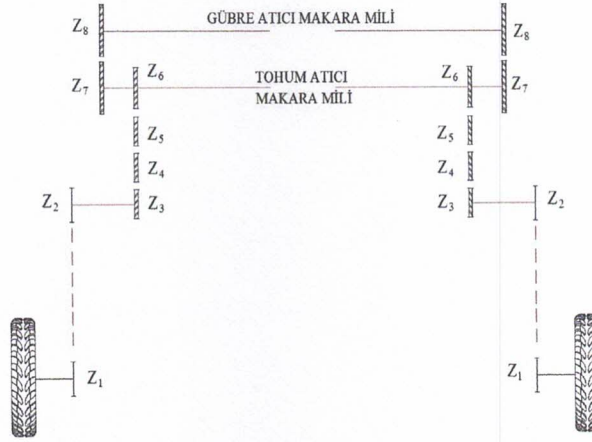 GÜBRE ATICI MAKARA MİLİ
Z8 Z8
Z6 TOHUM ATICI Z6
Z7 MAKARA MİLİ Z7
Z5 Z5
Z4 Z4
Z2 Z3 Z3 Z2
Z1 Z1